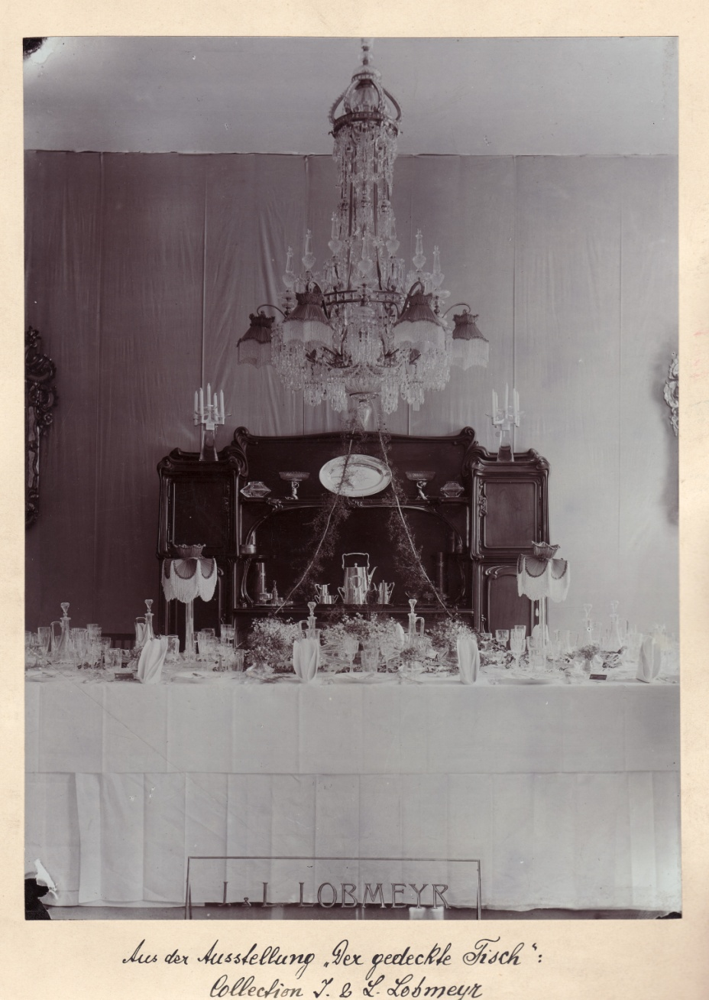 J. & L. LOBMEYR
Aus der Ausstellung „Der gedeckte Tisch“:
Collection J. & L. Lobmeyr